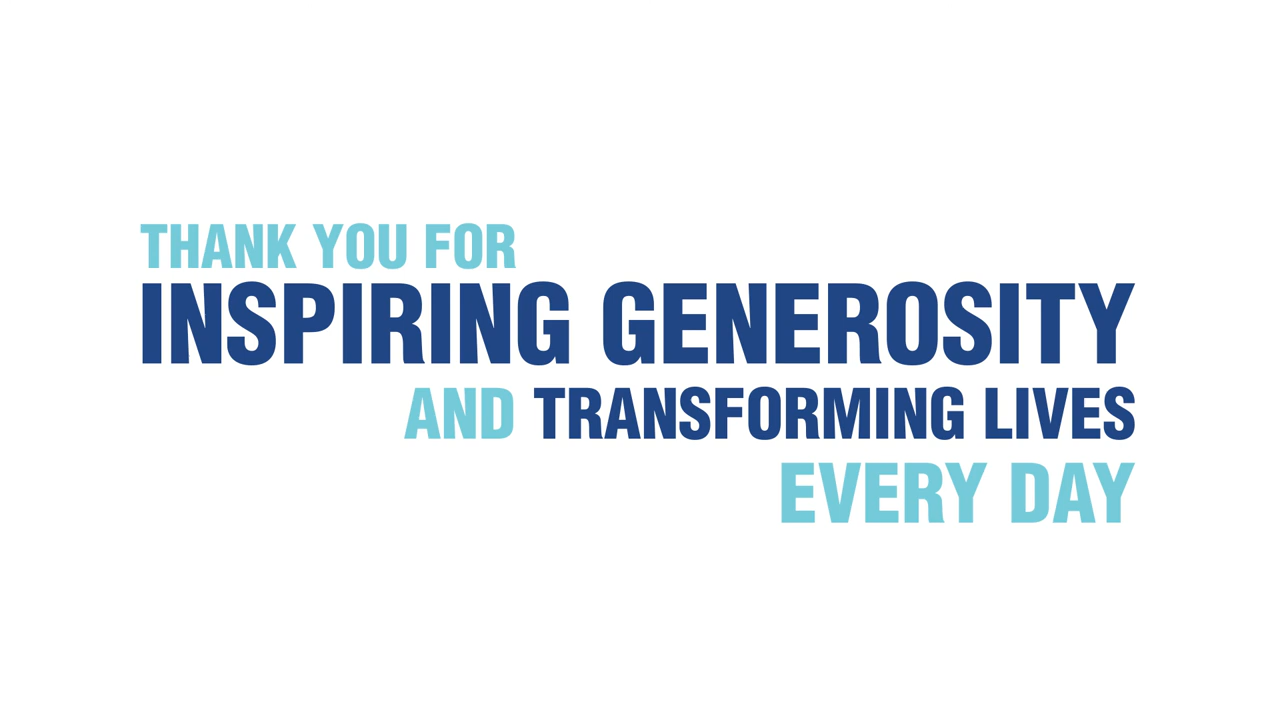 THANK YOU FOR
INSPIRING GENEROSITY
AND TRANSFORMING LIVES
EVERY DAY